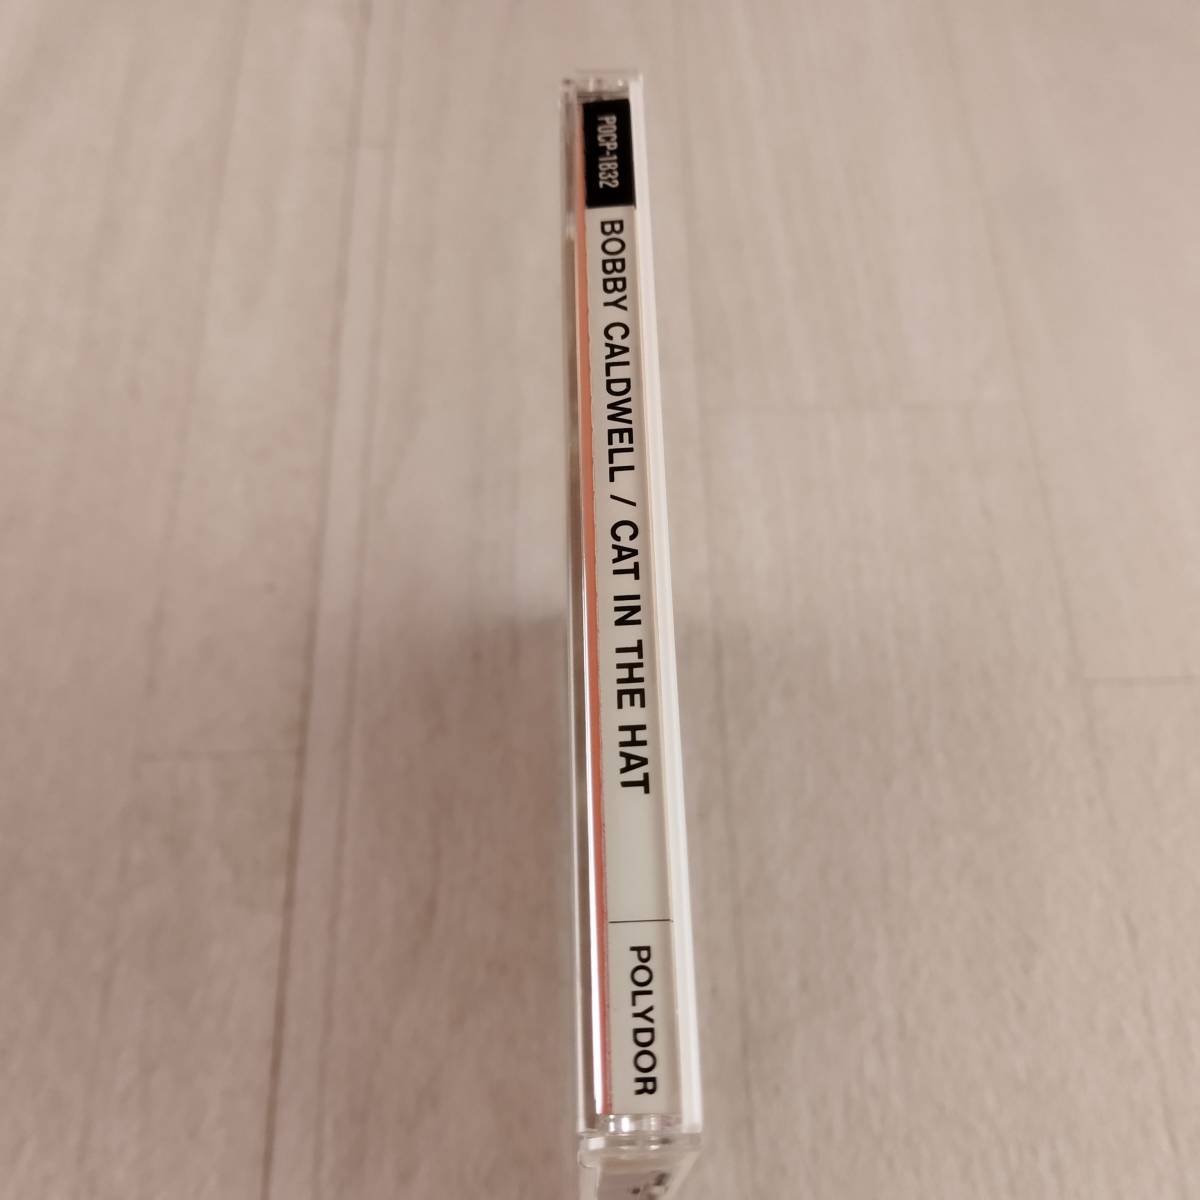 POCP-1832
BOBBY CALDWELL / CAT IN THE HAT
POLYDOR